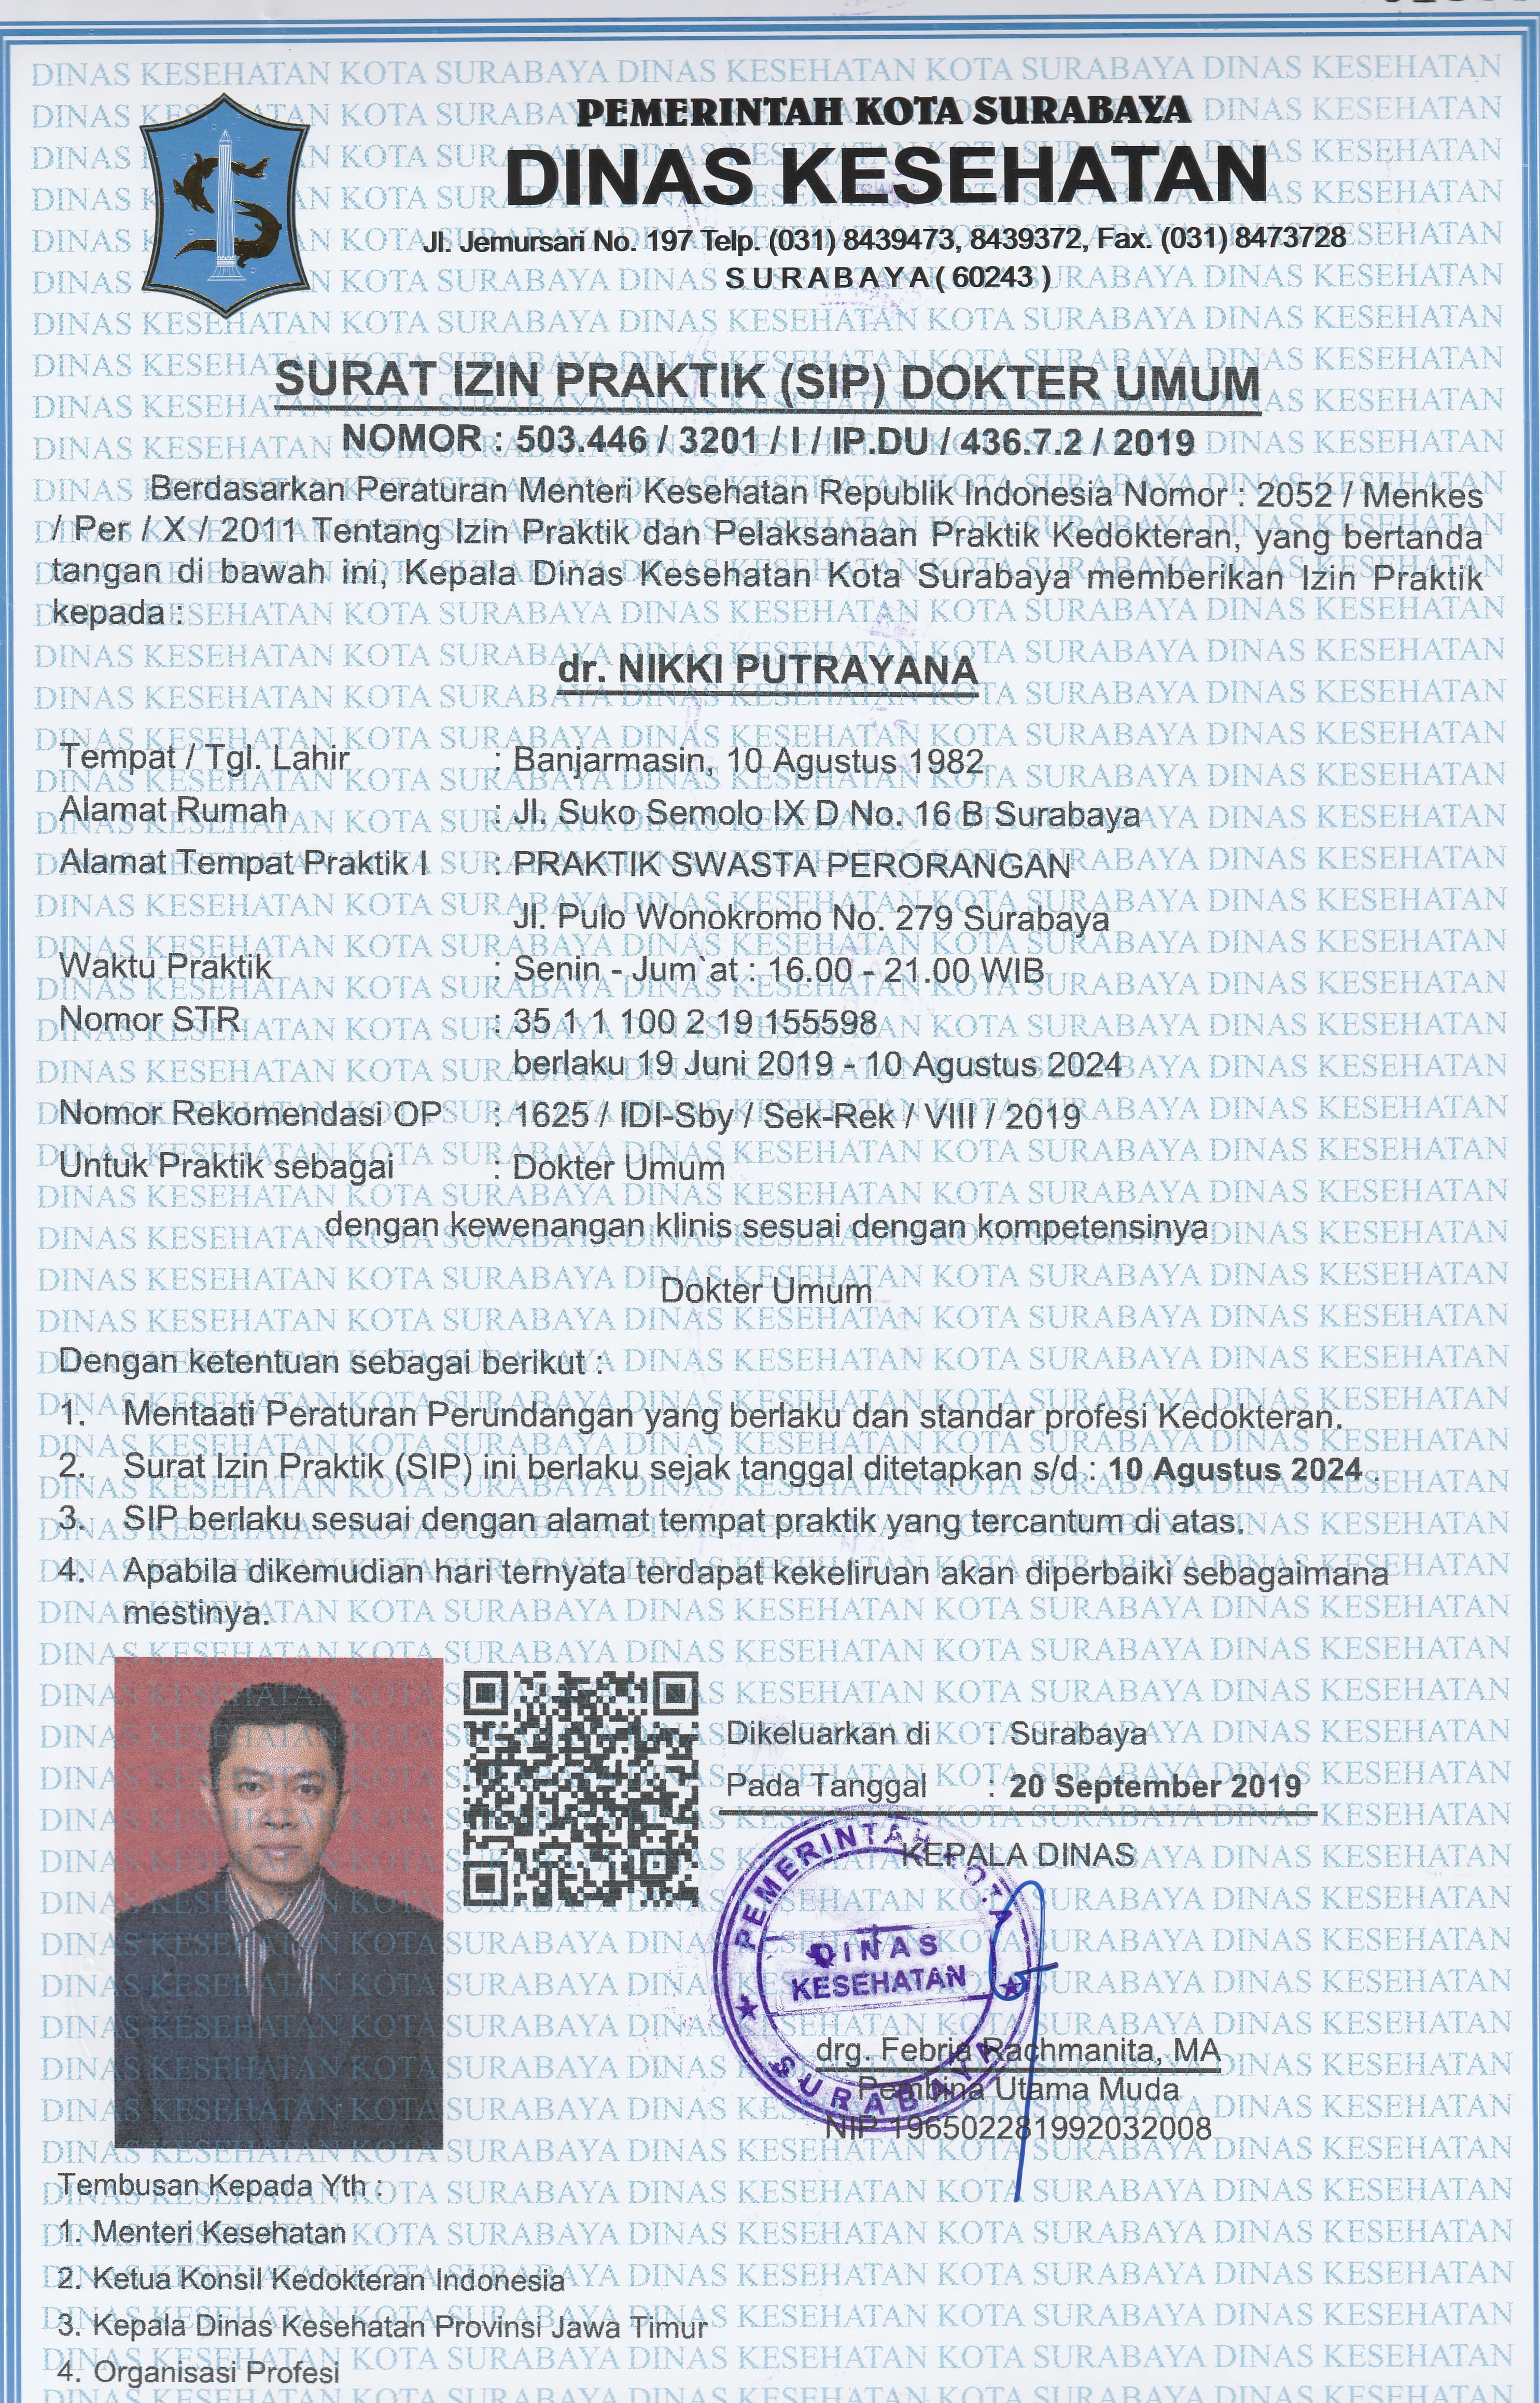 PEMERINTAH KOTA SURABAYA
DINAS KESEHATAN
Jl. Jemursari No. 197 Telp. (031) 8439473, 8439372, Fax. (031) 8473728
SURABAYA ( 60243 )
SURAT IZIN PRAKTIK (SIP) DOKTER UMUM
NOMOR : 503.446 / 3201 / I / IP.DU / 436.7.2 / 2019
Berdasarkan Peraturan Menteri Kesehatan Republik Indonesia Nomor : 2052 / Menkes
/ Per / X / 2011 Tentang Izin Praktik dan Pelaksanaan Praktik Kedokteran, yang bertanda
tangan di bawah ini, Kepala Dinas Kesehatan Kota Surabaya memberikan Izin Praktik
kepada :
dr. NIKKI PUTRAYANA
Tempat / Tgl. Lahir : Banjarmasin, 10 Agustus 1982
Alamat Rumah : Jl. Suko Semolo IX D No. 16 B Surabaya
Alamat Tempat Praktik I : PRAKTIK SWASTA PERORANGAN
Jl. Pulo Wonokromo No. 279 Surabaya
Waktu Praktik : Senin - Jum`at : 16.00 - 21.00 WIB
Nomor STR : 35 1 1 100 2 19 155598
berlaku 19 Juni 2019 - 10 Agustus 2024
Nomor Rekomendasi OP : 1625 / IDI-Sby / Sek-Rek / VIII / 2019
Untuk Praktik sebagai : Dokter Umum
dengan kewenangan klinis sesuai dengan kompetensinya
Dokter Umum
Dengan ketentuan sebagai berikut :
1. Mentaati Peraturan Perundangan yang berlaku dan standar profesi Kedokteran.
2. Surat Izin Praktik (SIP) ini berlaku sejak tanggal ditetapkan s/d : 10 Agustus 2024 .
3. SIP berlaku sesuai dengan alamat tempat praktik yang tercantum di atas.
4. Apabila dikemudian hari ternyata terdapat kekeliruan akan diperbaiki sebagaimana
mestinya.
Dikeluarkan di : Surabaya
Pada Tanggal : 20 September 2019
KEPALA DINAS
PEMERINTAH KOTA
DINAS
KESEHATAN
SURABAYA
drg. Febria Rachmanita, MA
Pembina Utama Muda
NIP 196502281992032008
Tembusan Kepada Yth :
1. Menteri Kesehatan
2. Ketua Konsil Kedokteran Indonesia
3. Kepala Dinas Kesehatan Provinsi Jawa Timur
4. Organisasi Profesi